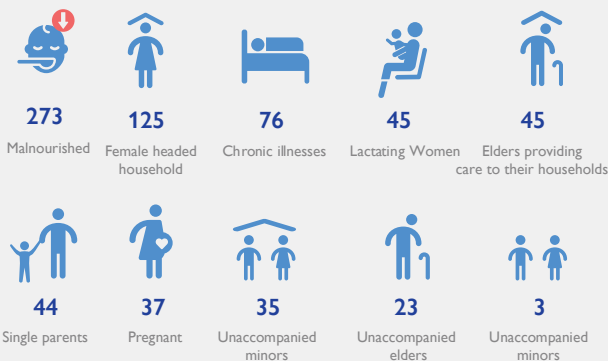 273
Malnourished
125
Female headed
household
76
Chronic illnesses
45
Lactating Women
45
Elders providing
care to their households
44
Single parents
37
Pregnant
35
Unaccompanied
minors
23
Unaccompanied
elders
3
Unaccompanied
minors